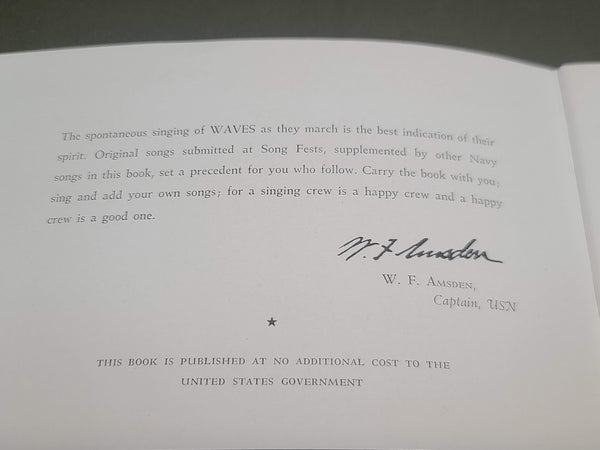 The spontaneous singing of WAVES as they march is the best indication of their
spirit. Original songs submitted at Song Fests, supplemented by other Navy
songs in this book, set a precedent for you who follow. Carry the book with you;
sing and add your own songs; for a singing crew is a happy crew and a happy
crew is a good one.
W. F. Amsden
W. F. AMSDEN,
Captain, USN
★
THIS BOOK IS PUBLISHED AT NO ADDITIONAL COST TO THE
UNITED STATES GOVERNMENT